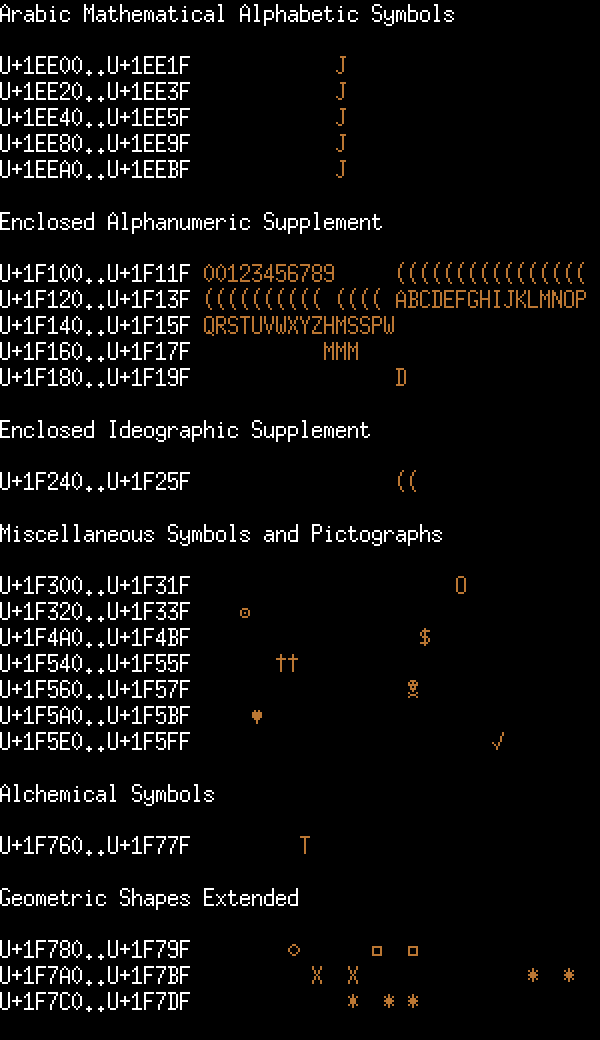 Arabic Mathematical Alphabetic Symbols
U+1EE00..U+1EE1F            J
U+1EE20..U+1EE3F            J
U+1EE40..U+1EE5F            J
U+1EE80..U+1EE9F            J
U+1EEA0..U+1EEBF            J
Enclosed Alphanumeric Supplement
U+1F100..U+1F11F 00123456789     ((((((((((((((((
U+1F120..U+1F13F (((((((((( (((( ABCDEFGHIJKLMNOP
U+1F140..U+1F15F QRSTUVWXYZHMSSPW
U+1F160..U+1F17F           MMM
U+1F180..U+1F19F                 D
Enclosed Ideographic Supplement
U+1F240..U+1F25F                 ((
Miscellaneous Symbols and Pictographs
U+1F300..U+1F31F                      O
U+1F320..U+1F33F    ⊙
U+1F4A0..U+1F4BF                   $
U+1F540..U+1F55F       ††
U+1F560..U+1F57F                  ☠
U+1F5A0..U+1F5BF     ♥
U+1F5E0..U+1F5FF                         √
Alchemical Symbols
U+1F760..U+1F77F         T
Geometric Shapes Extended
U+1F780..U+1F79F        ◇      □  □
U+1F7A0..U+1F7BF          X  X              *  *
U+1F7C0..U+1F7DF             *  * *